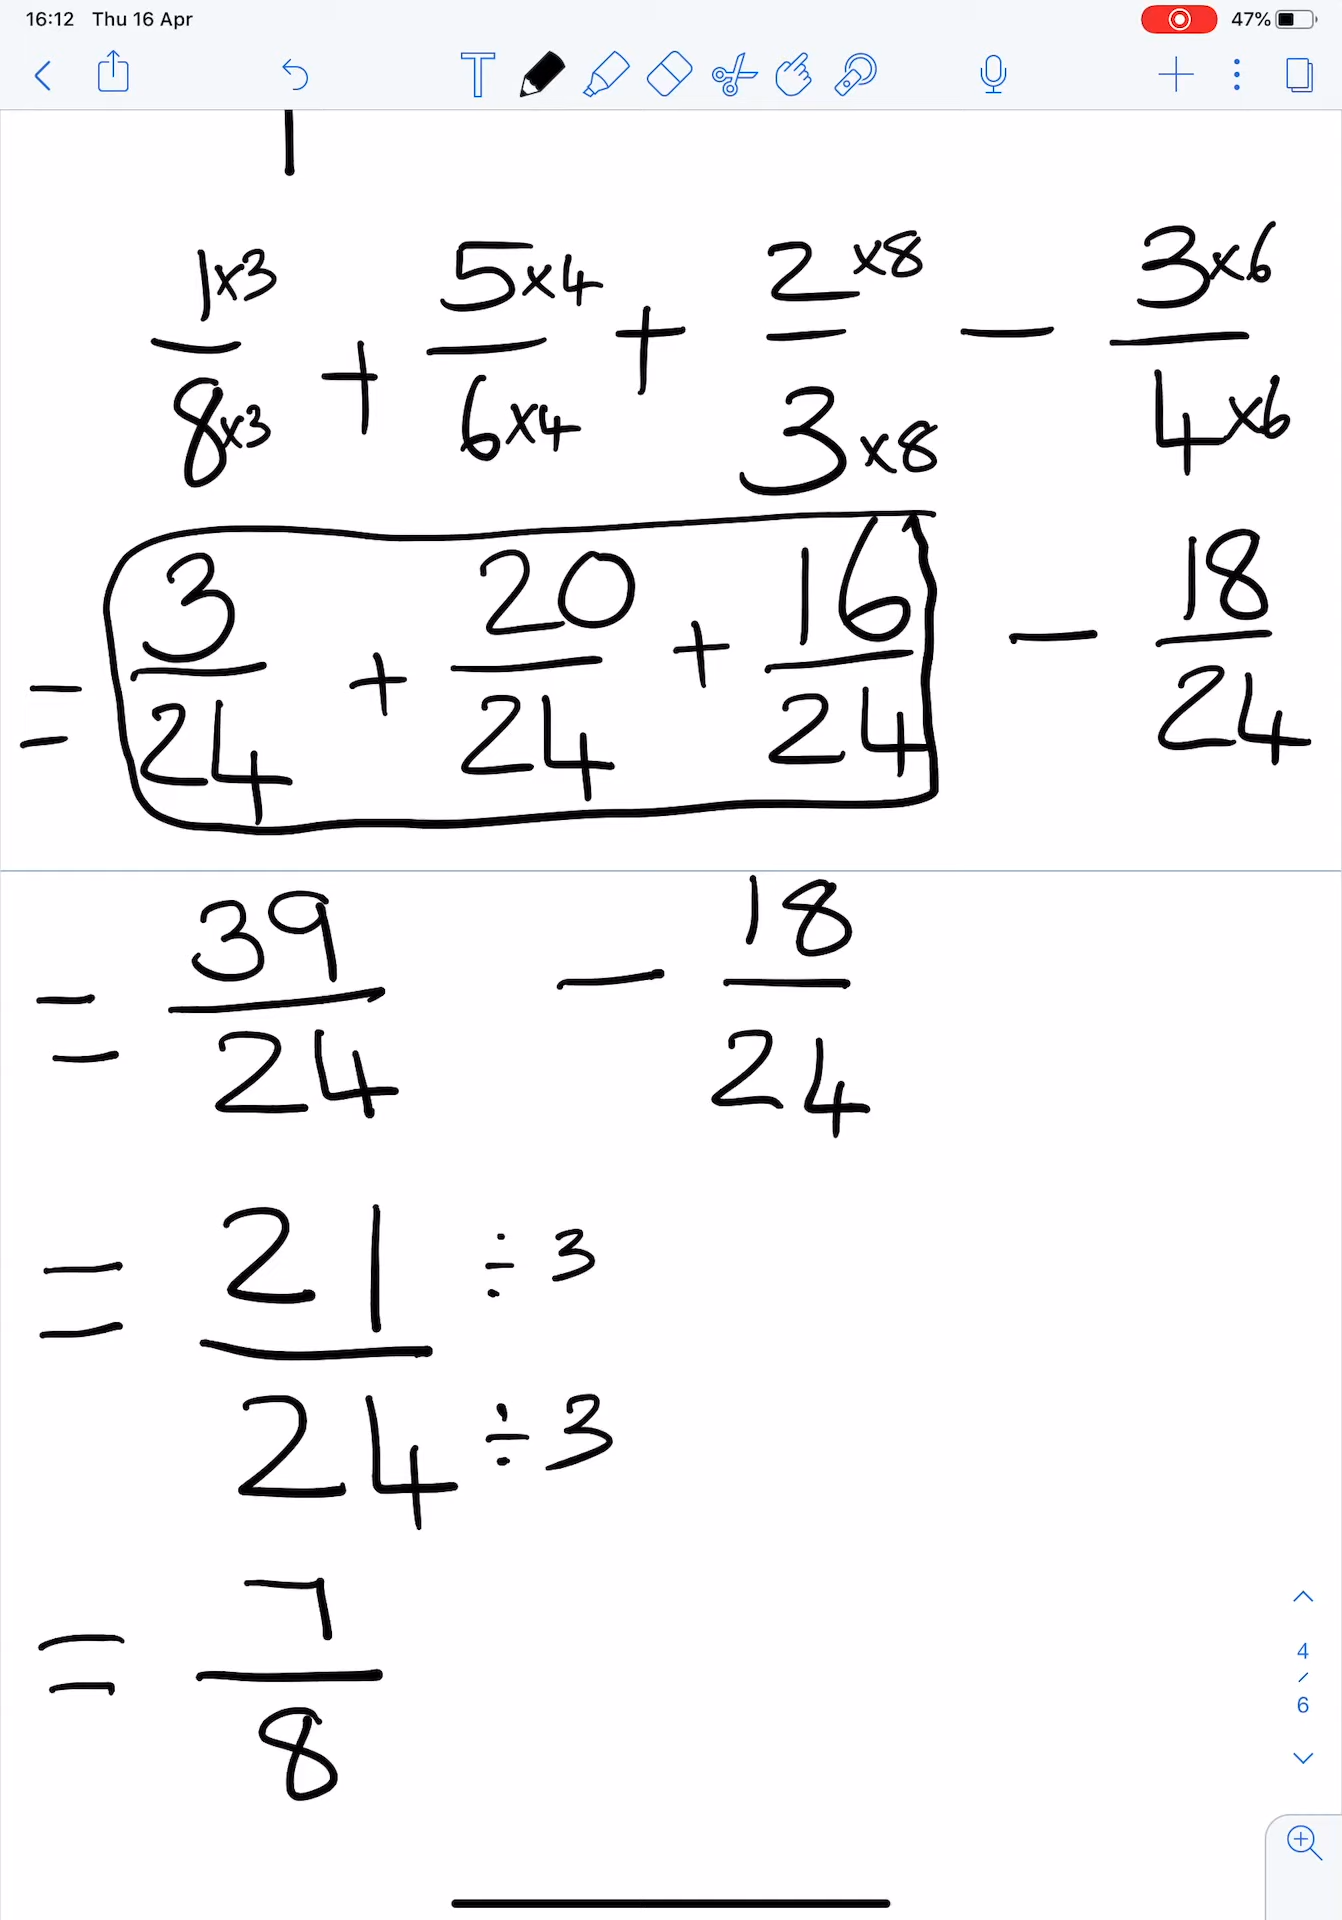 16:12 Thu 16 Apr 47%
T
1×3/8×3 + 5×4/6×4 + 2×8/3×8 − 3×6/4×6
= 3/24 + 20/24 + 16/24 − 18/24
= 39/24 − 18/24
= 21 ÷ 3/24 ÷ 3
= 7/8
4
/
6